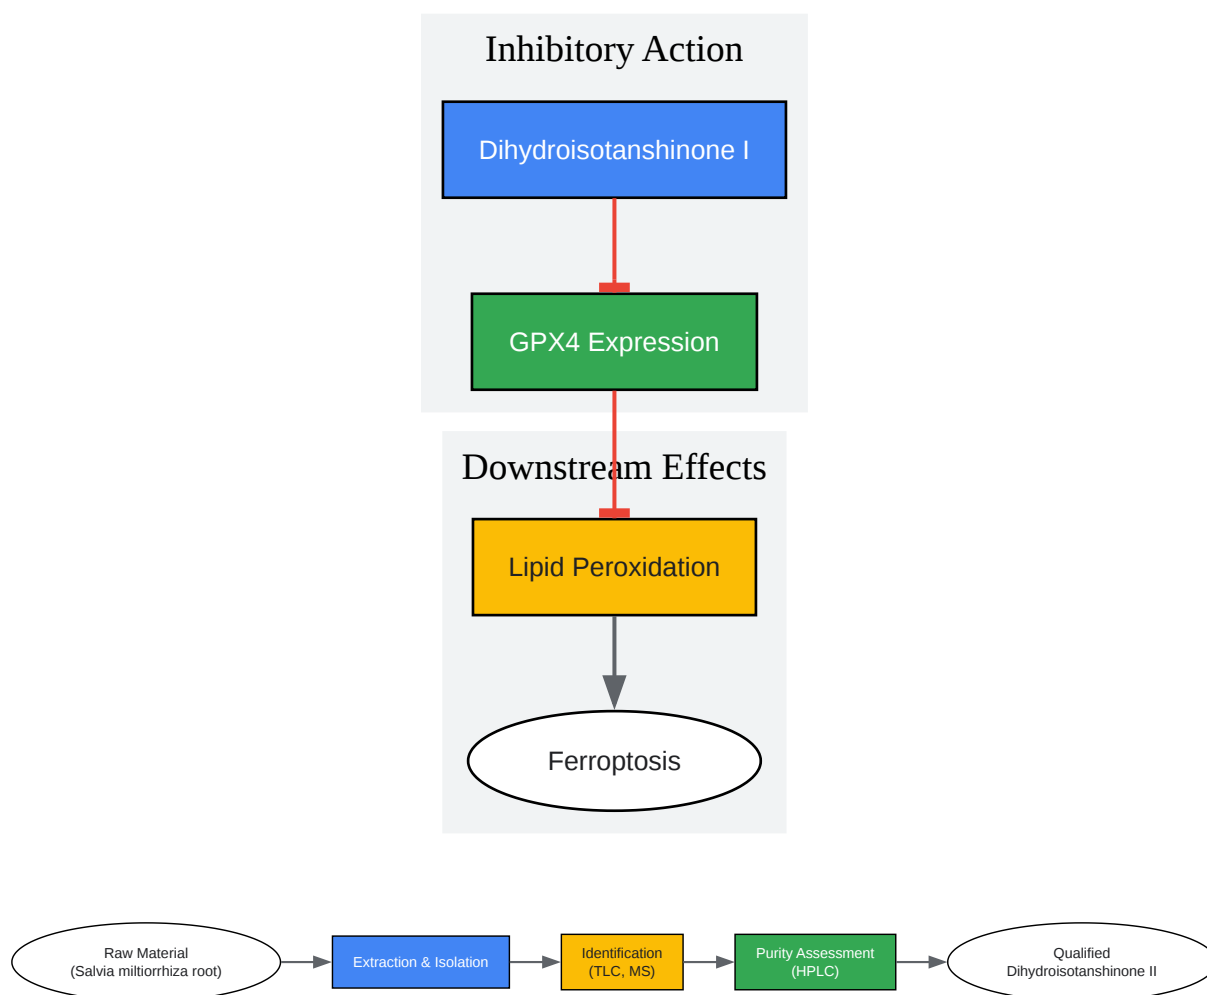 Inhibitory Action
Dihydroisotanshinone I
GPX4 Expression
Downstream Effects
Lipid Peroxidation
Ferroptosis
Raw Material
(Salvia miltiorrhiza root)
Extraction & Isolation
Identification
(TLC, MS)
Purity Assessment
(HPLC)
Qualified
Dihydroisotanshinone II